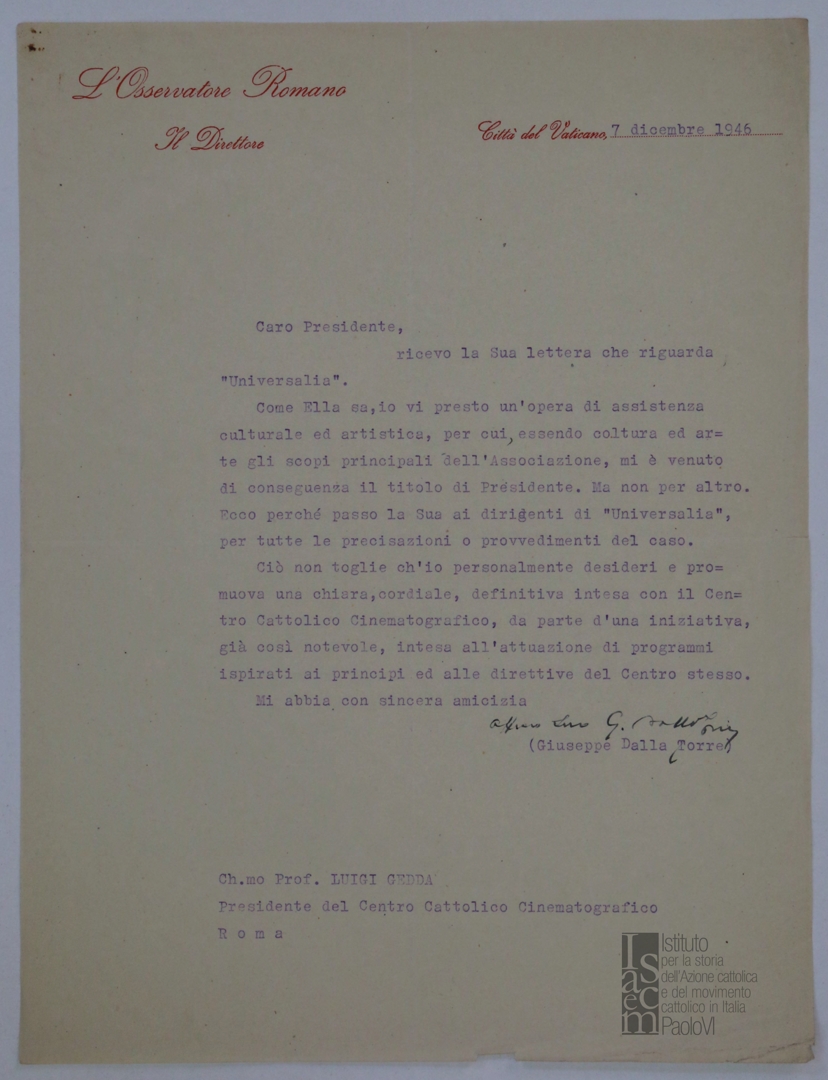 L'Osservatore Romano
Il Direttore
Città del Vaticano, 7 dicembre 1946
Caro Presidente,
ricevo la Sua lettera che riguarda
"Universalia".
Come Ella sa,io vi presto un'opera di assistenza
culturale ed artistica, per cui, essendo coltura ed ar=
te gli scopi principali dell'Associazione, mi è venuto
di conseguenza il titolo di Presidente. Ma non per altro.
Ecco perché passo la Sua ai dirigenti di "Universalia",
per tutte le precisazioni o provvedimenti del caso.
Ciò non toglie ch'io personalmente desideri e pro=
muova una chiara,cordiale, definitiva intesa con il Cen=
tro Cattolico Cinematografico, da parte d'una iniziativa,
già così notevole, intesa all'attuazione di programmi
ispirati ai principi ed alle direttive del Centro stesso.
Mi abbia con sincera amicizia
G. Dalla Torre
(Giuseppe Dalla Torre)
Ch.mo Prof. LUIGI GEDDA
Presidente del Centro Cattolico Cinematografico
R o m a
Isacem
Istituto
per la storia
dell'Azione cattolica
e del movimento
cattolico in Italia
PaoloVI